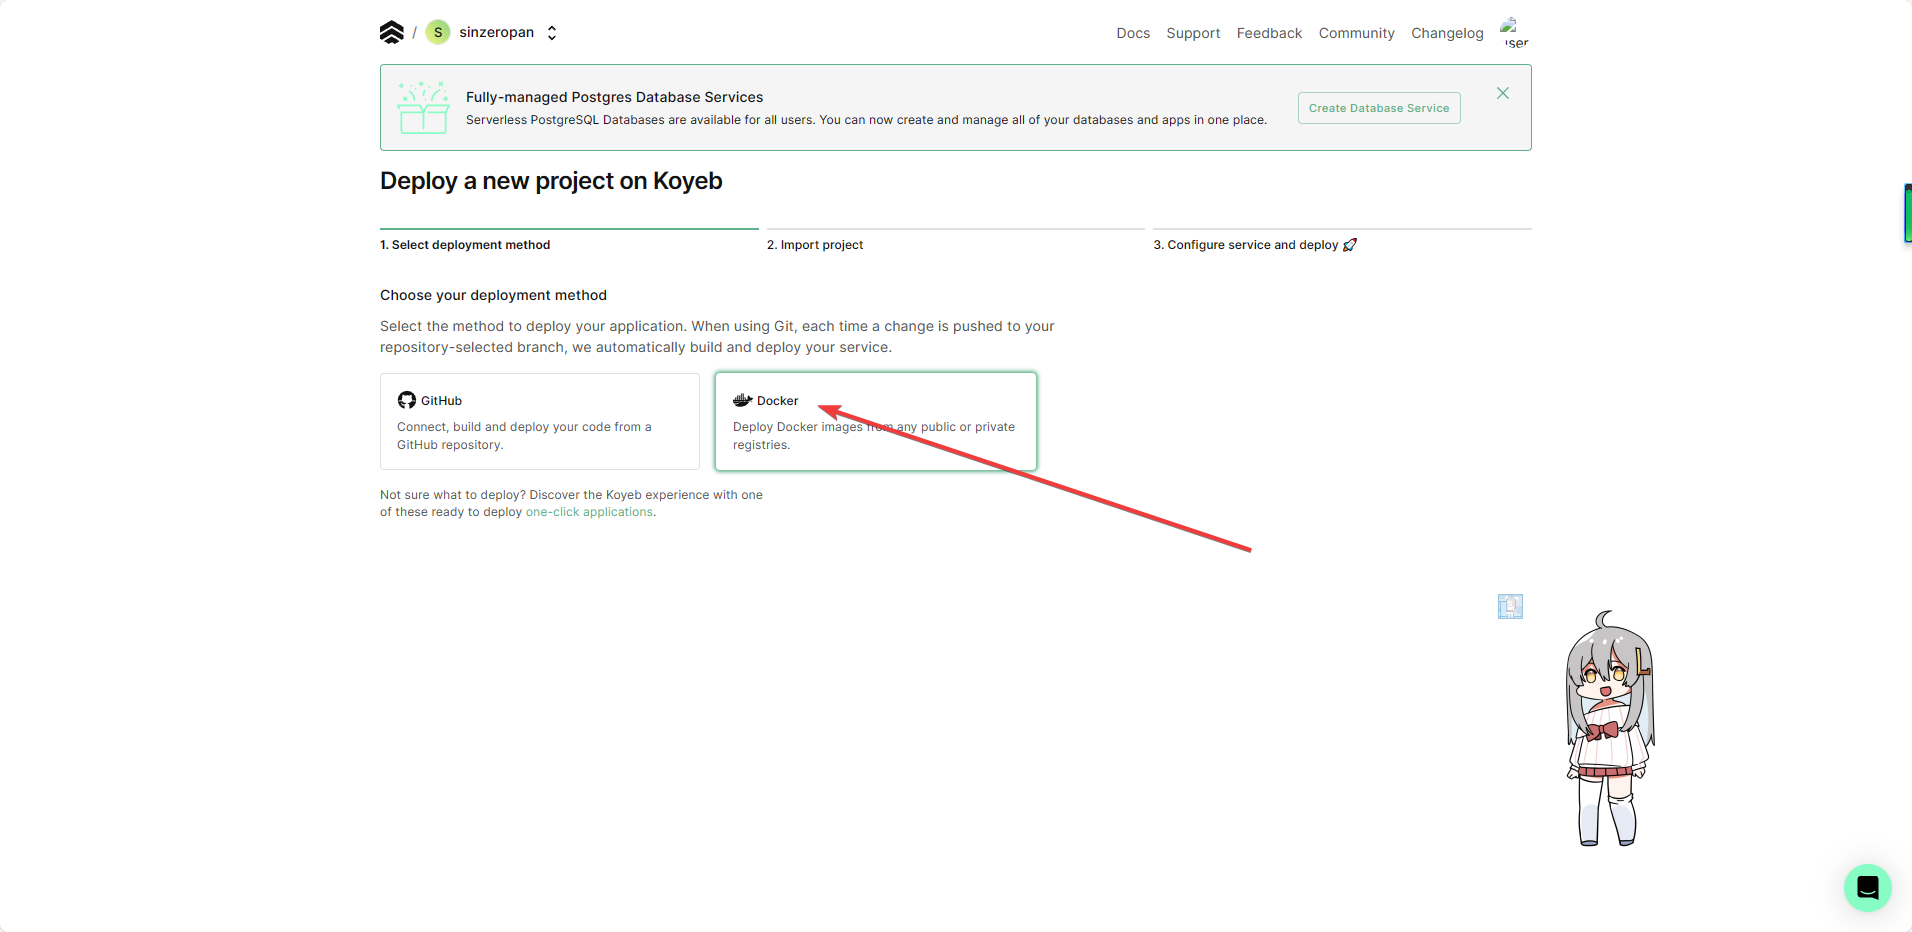 / S sinzeropan
Docs Support Feedback Community Changelog
user
Fully-managed Postgres Database Services
Serverless PostgreSQL Databases are available for all users. You can now create and manage all of your databases and apps in one place.
Create Database Service
Deploy a new project on Koyeb
1. Select deployment method
2. Import project
3. Configure service and deploy 🚀
Choose your deployment method
Select the method to deploy your application. When using Git, each time a change is pushed to your
repository-selected branch, we automatically build and deploy your service.
GitHub
Connect, build and deploy your code from a
GitHub repository.
Docker
Deploy Docker images from any public or private
registries.
Not sure what to deploy? Discover the Koyeb experience with one
of these ready to deploy one-click applications.